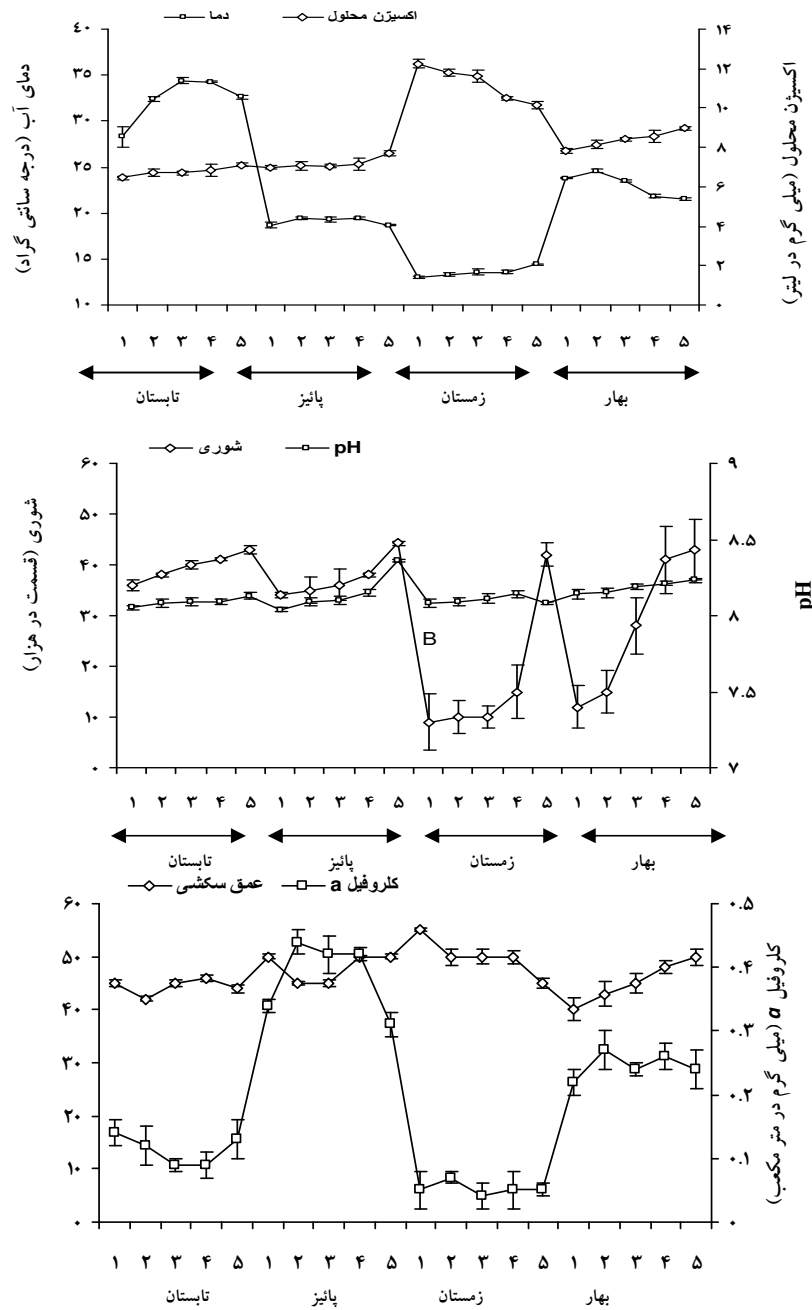 دما اکسیژن محلول
دمای آب (درجه سانتی گراد)
اکسیژن محلول (میلی گرم در لیتر)
۴۰
۳۵
۳۰
۲۵
۲۰
۱۵
۱۰
۱۴
۱۲
۱۰
۸
۶
۴
۲
۰
۱ ۲ ۳ ۴ ۵ ۱ ۲ ۳ ۴ ۵ ۱ ۲ ۳ ۴ ۵ ۱ ۲ ۳ ۴ ۵
تابستان پائیز زمستان بهار
شوری pH
شوری (قسمت در هزار)
pH
۶۰
۵۰
۴۰
۳۰
۲۰
۱۰
۰
۹
۸.۵
۸
۷.۵
۷
B
۱ ۲ ۳ ۴ ۵ ۱ ۲ ۳ ۴ ۵ ۱ ۲ ۳ ۴ ۵ ۱ ۲ ۳ ۴ ۵
تابستان پائیز زمستان بهار
عمق سکشی کلروفیل a
کلروفیل a (میلی گرم در متر مکعب)
۶۰
۵۰
۴۰
۳۰
۲۰
۱۰
۰
۰.۵
۰.۴
۰.۳
۰.۲
۰.۱
۰
۱ ۲ ۳ ۴ ۵ ۱ ۲ ۳ ۴ ۵ ۱ ۲ ۳ ۴ ۵ ۱ ۲ ۳ ۴ ۵
تابستان پائیز زمستان بهار